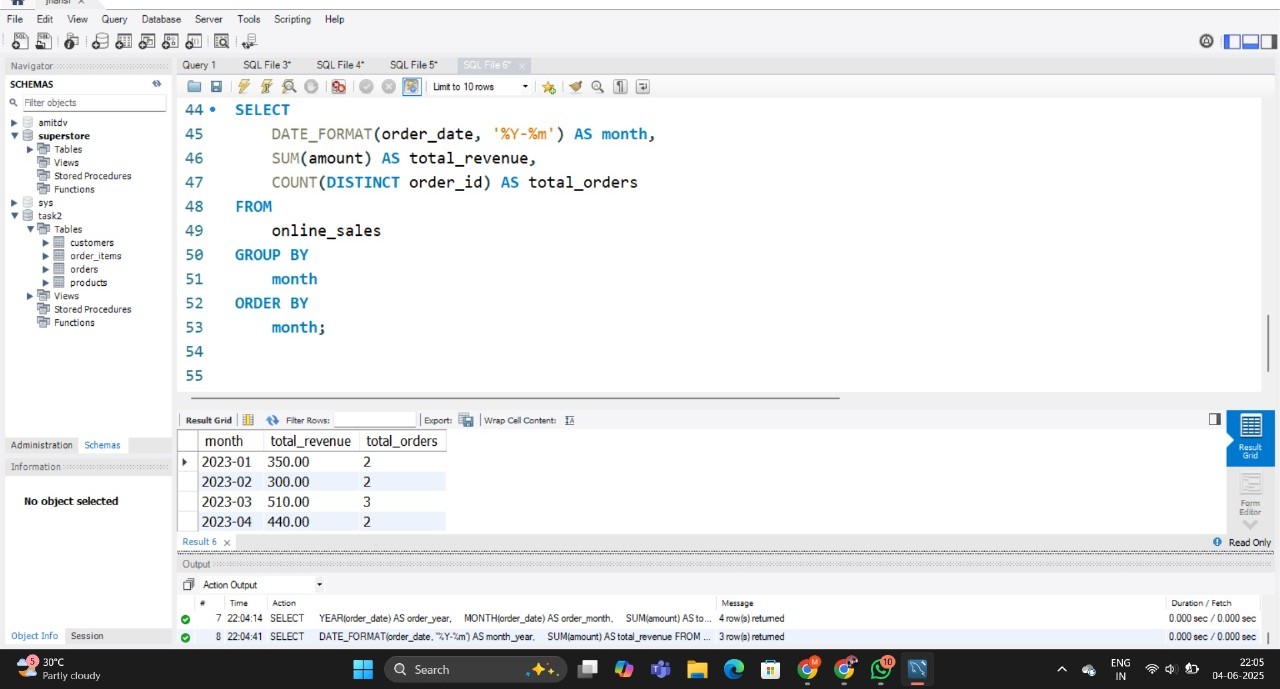 jhansi
File Edit View Query Database Server Tools Scripting Help
Navigator
SCHEMAS
Filter objects
amitdv
superstore
Tables
Views
Stored Procedures
Functions
sys
task2
Tables
customers
order_items
orders
products
Views
Stored Procedures
Functions
Administration Schemas
Information
No object selected
Object Info Session
Query 1 SQL File 3* SQL File 4* SQL File 5* SQL File 6*
Limit to 10 rows
44 SELECT
45 DATE_FORMAT(order_date, '%Y-%m') AS month,
46 SUM(amount) AS total_revenue,
47 COUNT(DISTINCT order_id) AS total_orders
48 FROM
49 online_sales
50 GROUP BY
51 month
52 ORDER BY
53 month;
54
55
Result Grid Filter Rows: Export: Wrap Cell Content:
month total_revenue total_orders
2023-01 350.00 2
2023-02 300.00 2
2023-03 510.00 3
2023-04 440.00 2
Result Grid
Form Editor
Result 6 Read Only
Output
Action Output
# Time Action Message Duration / Fetch
7 22:04:14 SELECT YEAR(order_date) AS order_year, MONTH(order_date) AS order_month, SUM(amount) AS to... 4 row(s) returned 0.000 sec / 0.000 sec
8 22:04:41 SELECT DATE_FORMAT(order_date, '%Y-%m') AS month_year, SUM(amount) AS total_revenue FROM ... 3 row(s) returned 0.000 sec / 0.000 sec
5
30°C
Partly cloudy
Search
10
ENG
IN
22:05
04-06-2025